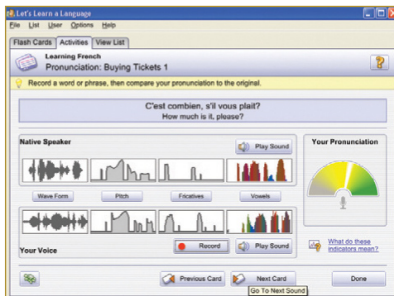 Let's Learn a Language
File List User Options Help
Flash Cards Activities View List
Learning French
Pronunciation: Buying Tickets 1
Record a word or phrase, then compare your pronunciation to the original.
C'est combien, s'il vous plait?
How much is it, please?
Native Speaker
Play Sound
Your Pronunciation
Wave Form Pitch Fricatives Vowels
Your Voice
Record
Play Sound
What do these
indicators mean?
Previous Card
Next Card
Done
Go To Next Sound